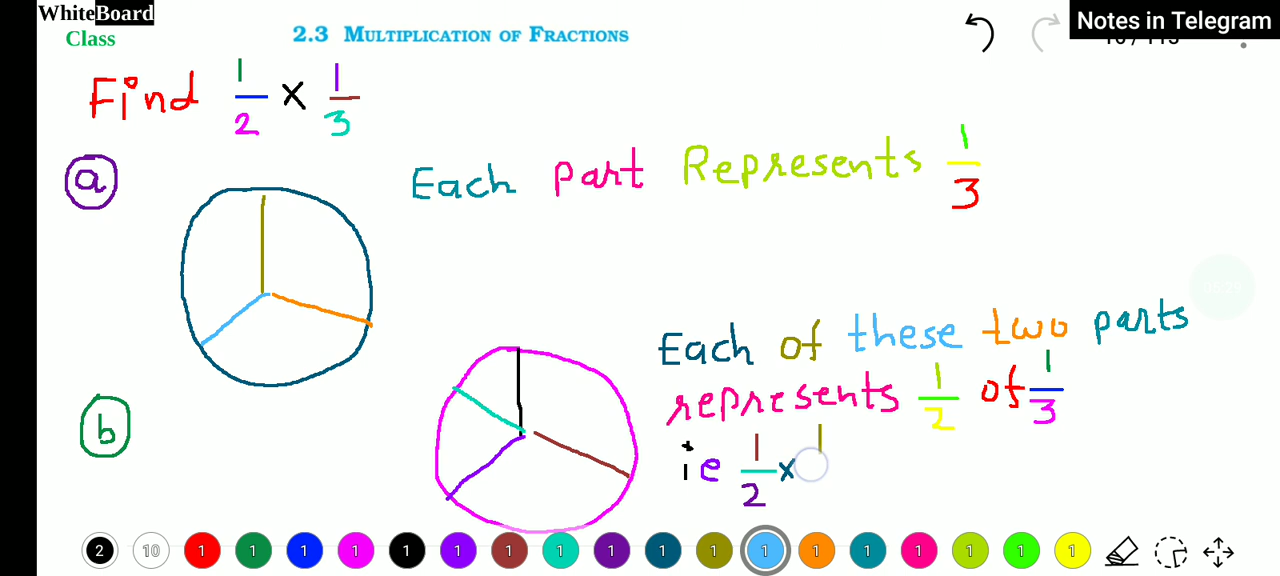 WhiteBoard
Class
2.3 MULTIPLICATION OF FRACTIONS
Notes in Telegram
Find 1/2 × 1/3
a
Each part Represents 1/3
b
Each of these two parts
represents 1/2 of 1/3
ie 1/2 × 1
2 10 1 1 1 1 1 1 1 1 1 1 1 1 1 1 1 1 1 1